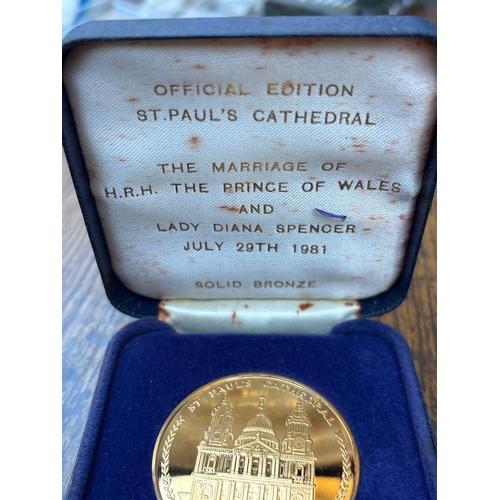 OFFICIAL EDITION
ST.PAUL'S CATHEDRAL
THE MARRIAGE OF
H.R.H. THE PRINCE OF WALES
AND
LADY DIANA SPENCER
JULY 29TH 1981
SOLID BRONZE
ST PAUL'S CATHEDRAL